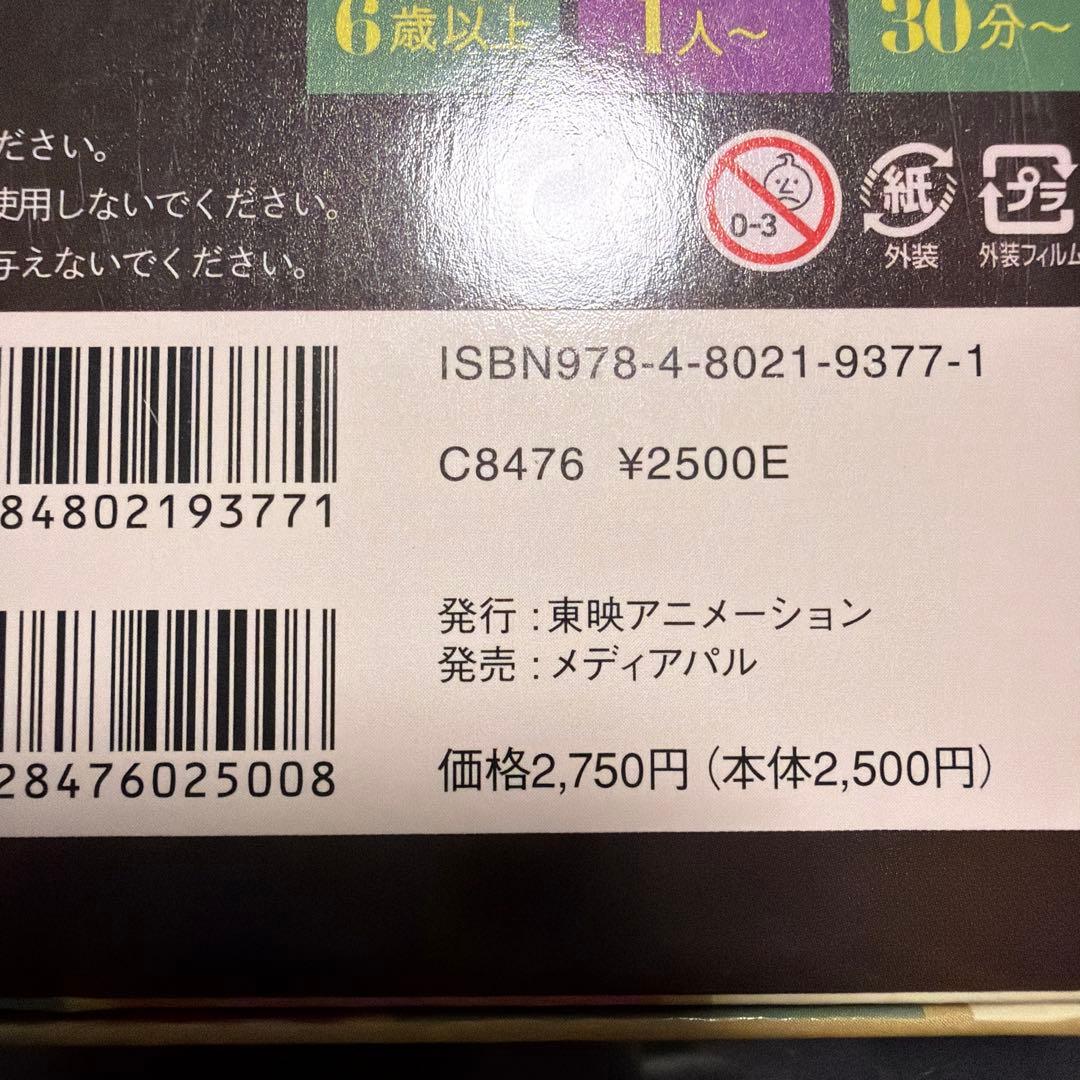 6歳以上
1人～
30分～
ださい。
使用しないでください。
与えないでください。
0-3
紙
外装
プラ
外装フィルム
ISBN978-4-8021-9377-1
84802193771
C8476 ¥2500E
発行：東映アニメーション
発売：メディアパル
28476025008
価格2,750円（本体2,500円）